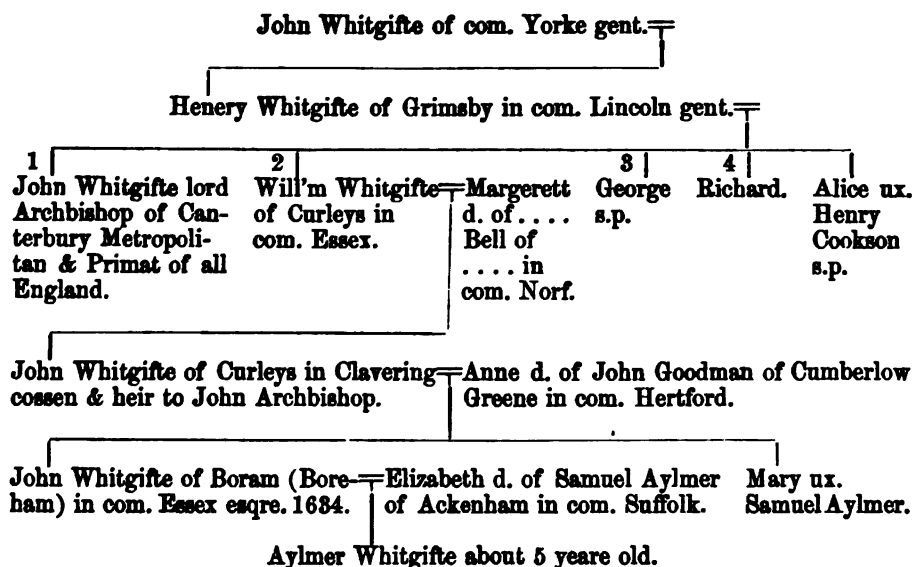 John Whitgifte of com. Yorke gent.
Henery Whitgifte of Grimsby in com. Lincoln gent.
1
John Whitgifte lord
Archbishop of Can-
terbury Metropoli-
tan & Primat of all
England.
2
Will'm Whitgifte
of Curleys in
com. Essex.
Margerett
d. of ....
Bell of
.... in
com. Norf.
3
George
s.p.
4
Richard.
Alice ux.
Henry
Cookson
s.p.
John Whitgifte of Curleys in Clavering
cossen & heir to John Archbishop.
Anne d. of John Goodman of Cumberlow
Greene in com. Hertford.
John Whitgifte of Boram (Bore-
ham) in com. Essex esqre. 1634.
Elizabeth d. of Samuel Aylmer
of Ackenham in com. Suffolk.
Mary ux.
Samuel Aylmer.
Aylmer Whitgifte about 5 yeare old.